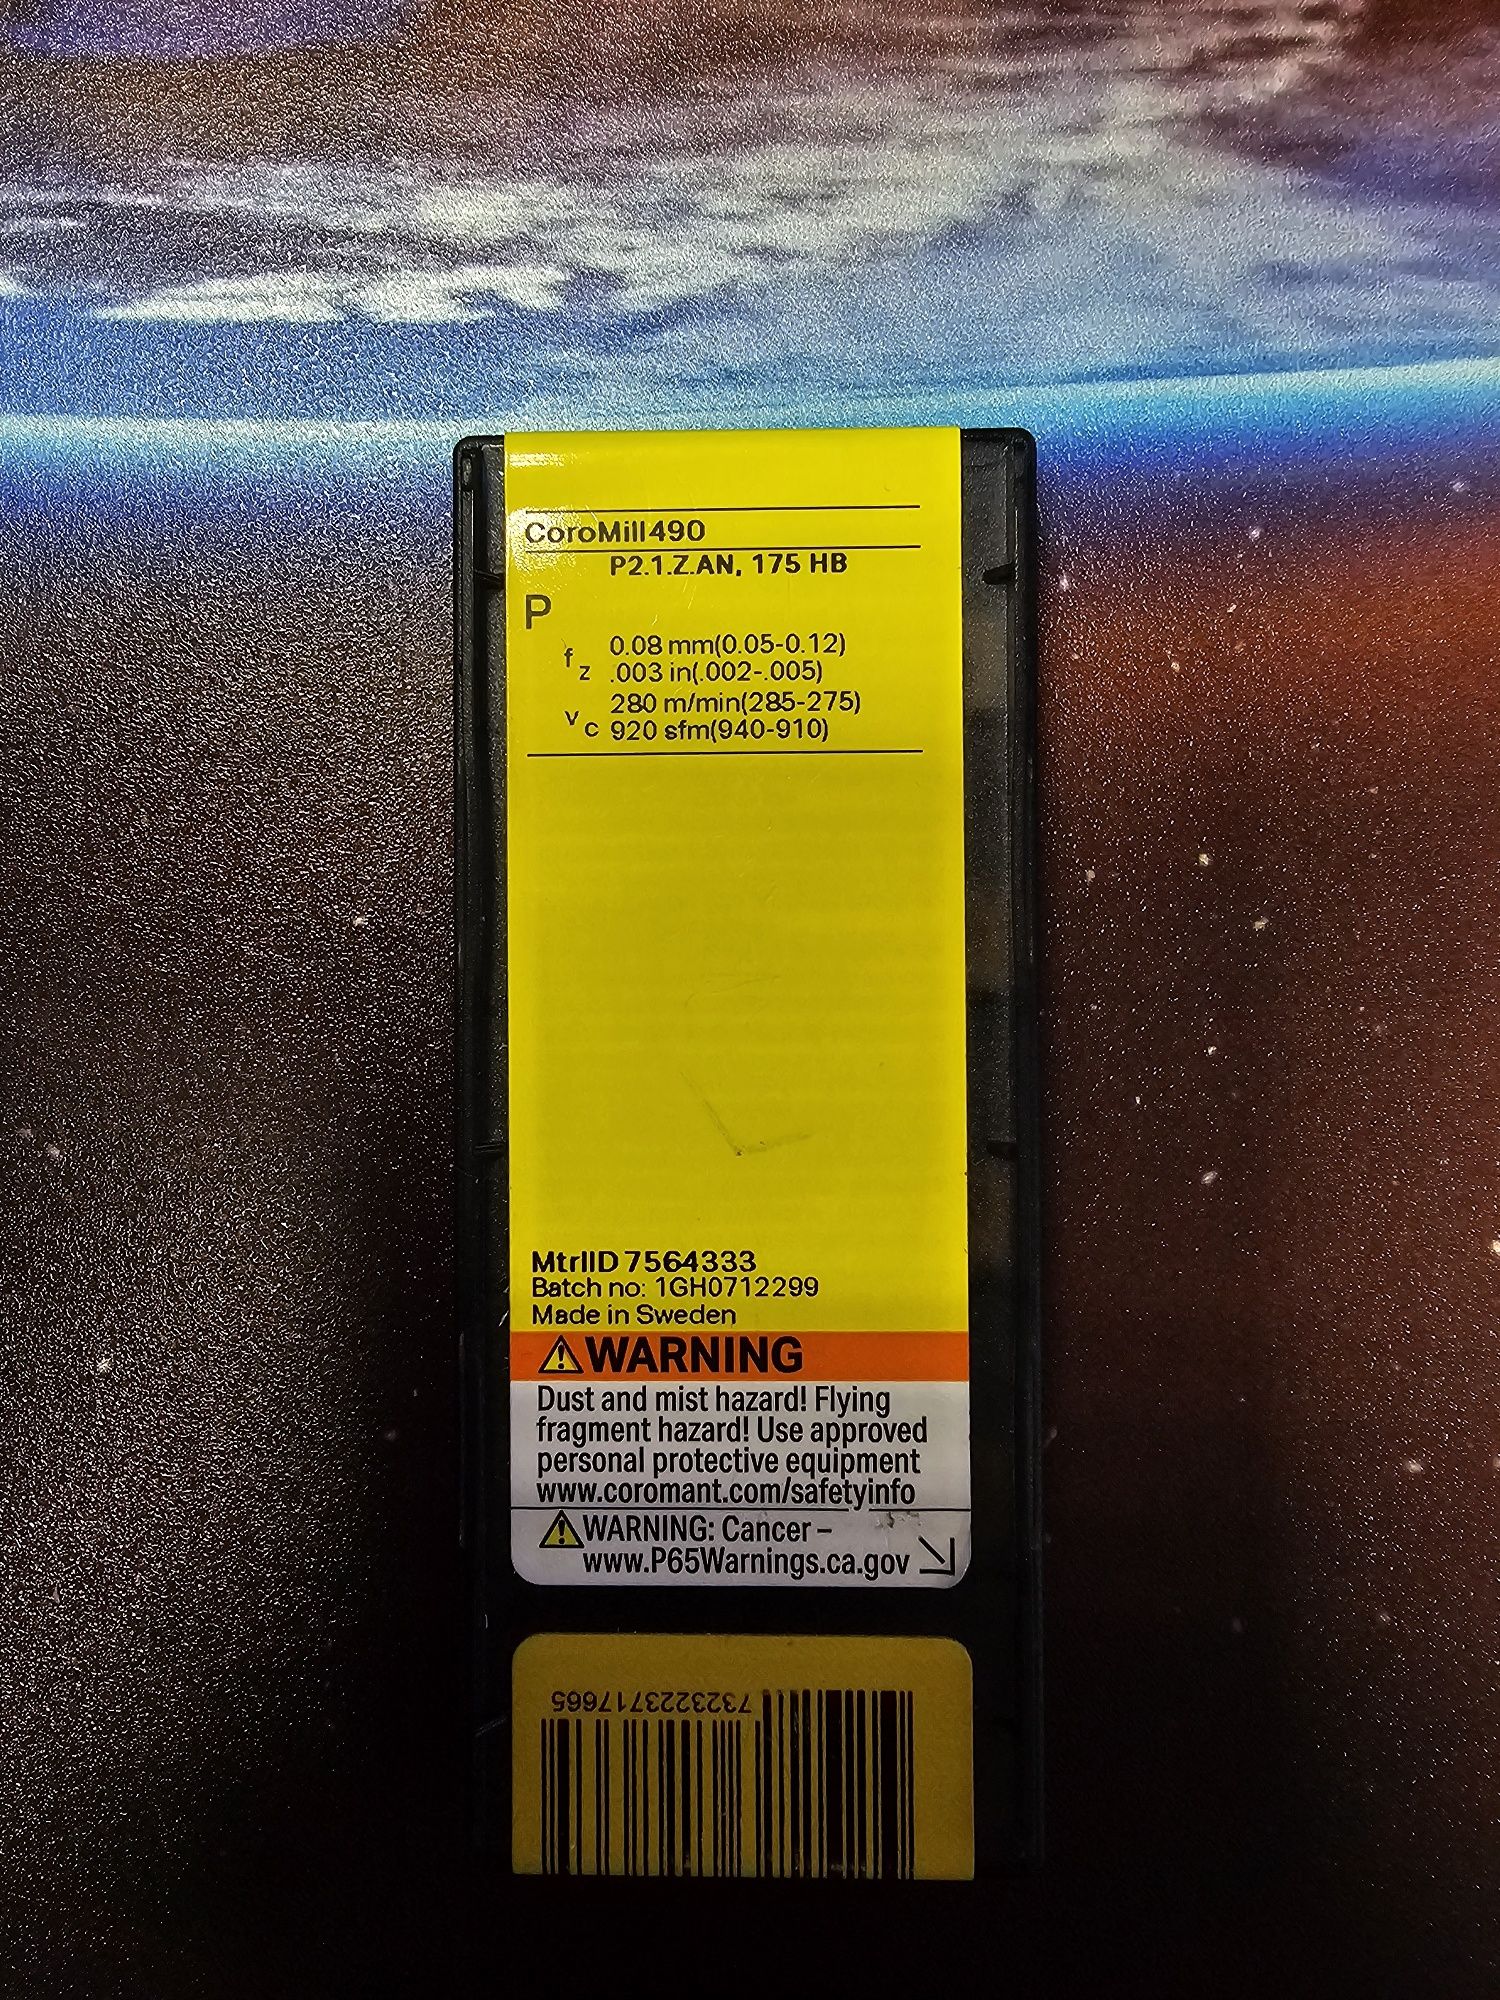 CoroMill490
P2.1.Z.AN, 175 HB
P
fz 0.08 mm(0.05-0.12)
.003 in(.002-.005)
vc 280 m/min(285-275)
920 sfm(940-910)
MtrlID 7564333
Batch no: 1GH0712299
Made in Sweden
WARNING
Dust and mist hazard! Flying
fragment hazard! Use approved
personal protective equipment
www.coromant.com/safetyinfo
WARNING: Cancer –
www.P65Warnings.ca.gov
7323223717665